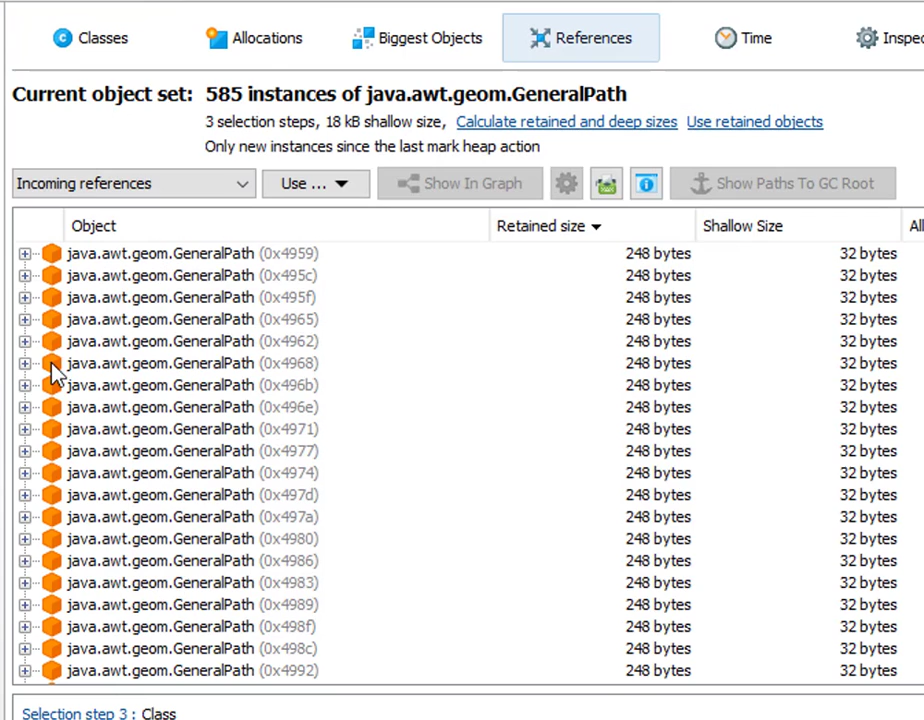 Classes Allocations Biggest Objects References Time Inspec
Current object set: 585 instances of java.awt.geom.GeneralPath
3 selection steps, 18 kB shallow size, Calculate retained and deep sizes Use retained objects
Only new instances since the last mark heap action
Incoming references Use ... Show In Graph Show Paths To GC Root
Object Retained size Shallow Size All
java.awt.geom.GeneralPath (0x4959) 248 bytes 32 bytes
java.awt.geom.GeneralPath (0x495c) 248 bytes 32 bytes
java.awt.geom.GeneralPath (0x495f) 248 bytes 32 bytes
java.awt.geom.GeneralPath (0x4965) 248 bytes 32 bytes
java.awt.geom.GeneralPath (0x4962) 248 bytes 32 bytes
java.awt.geom.GeneralPath (0x4968) 248 bytes 32 bytes
java.awt.geom.GeneralPath (0x496b) 248 bytes 32 bytes
java.awt.geom.GeneralPath (0x496e) 248 bytes 32 bytes
java.awt.geom.GeneralPath (0x4971) 248 bytes 32 bytes
java.awt.geom.GeneralPath (0x4977) 248 bytes 32 bytes
java.awt.geom.GeneralPath (0x4974) 248 bytes 32 bytes
java.awt.geom.GeneralPath (0x497d) 248 bytes 32 bytes
java.awt.geom.GeneralPath (0x497a) 248 bytes 32 bytes
java.awt.geom.GeneralPath (0x4980) 248 bytes 32 bytes
java.awt.geom.GeneralPath (0x4986) 248 bytes 32 bytes
java.awt.geom.GeneralPath (0x4983) 248 bytes 32 bytes
java.awt.geom.GeneralPath (0x4989) 248 bytes 32 bytes
java.awt.geom.GeneralPath (0x498f) 248 bytes 32 bytes
java.awt.geom.GeneralPath (0x498c) 248 bytes 32 bytes
java.awt.geom.GeneralPath (0x4992) 248 bytes 32 bytes
Selection step 3 : Class